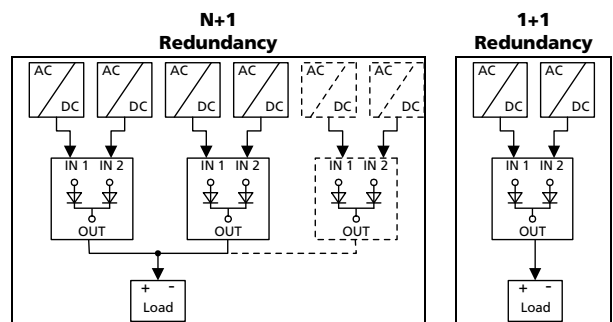 N+1
Redundancy
AC
DC
AC
DC
AC
DC
AC
DC
AC
DC
AC
DC
IN 1 IN 2
OUT
IN 1 IN 2
OUT
IN 1 IN 2
OUT
+ -
Load
1+1
Redundancy
AC
DC
AC
DC
IN 1 IN 2
OUT
+ -
Load